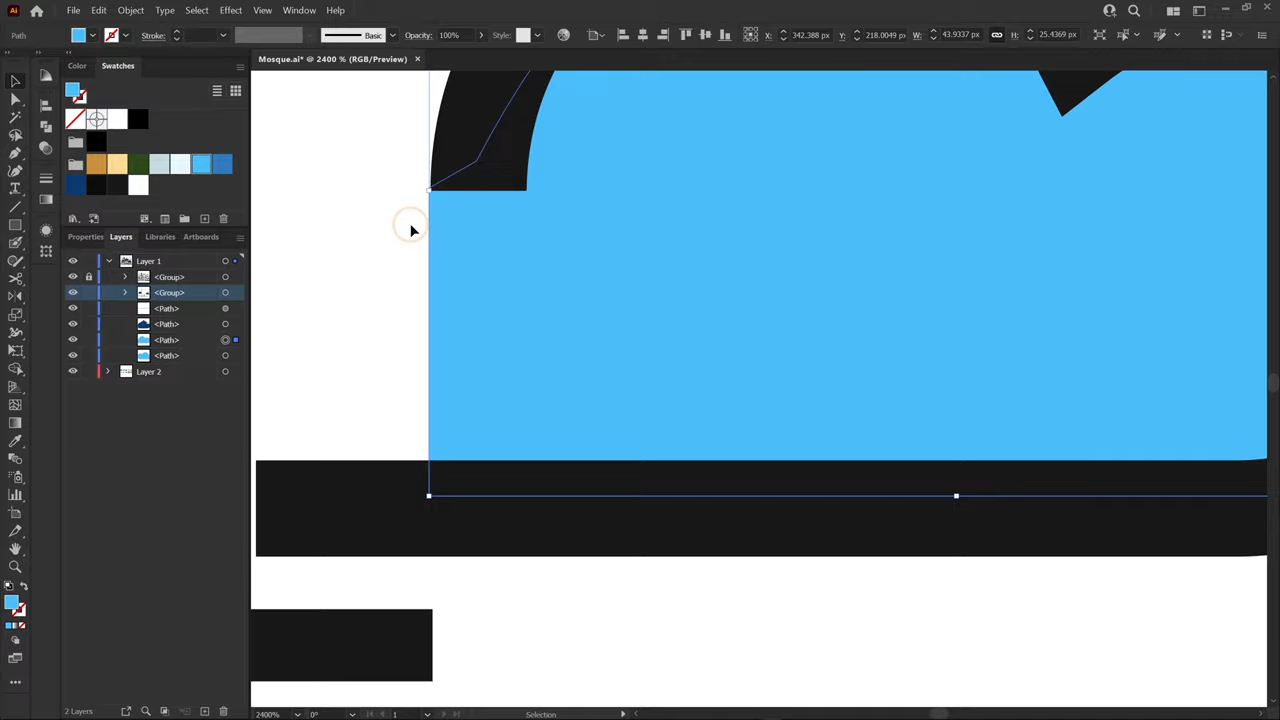 Ai File Edit Object Type Select Effect View Window Help
Path Stroke: Basic Opacity: 100% Style: X: 342.388 px Y: 218.0049 px W: 43.9337 px H: 25.4369 px
Mosque.ai* @ 2400 % (RGB/Preview) ×
Color Swatches
Properties Layers Libraries Artboards
Layer 1
<Group>
<Group>
<Path>
<Path>
<Path>
<Path>
Layer 2
2 Layers 2400% 0° 1 Selection